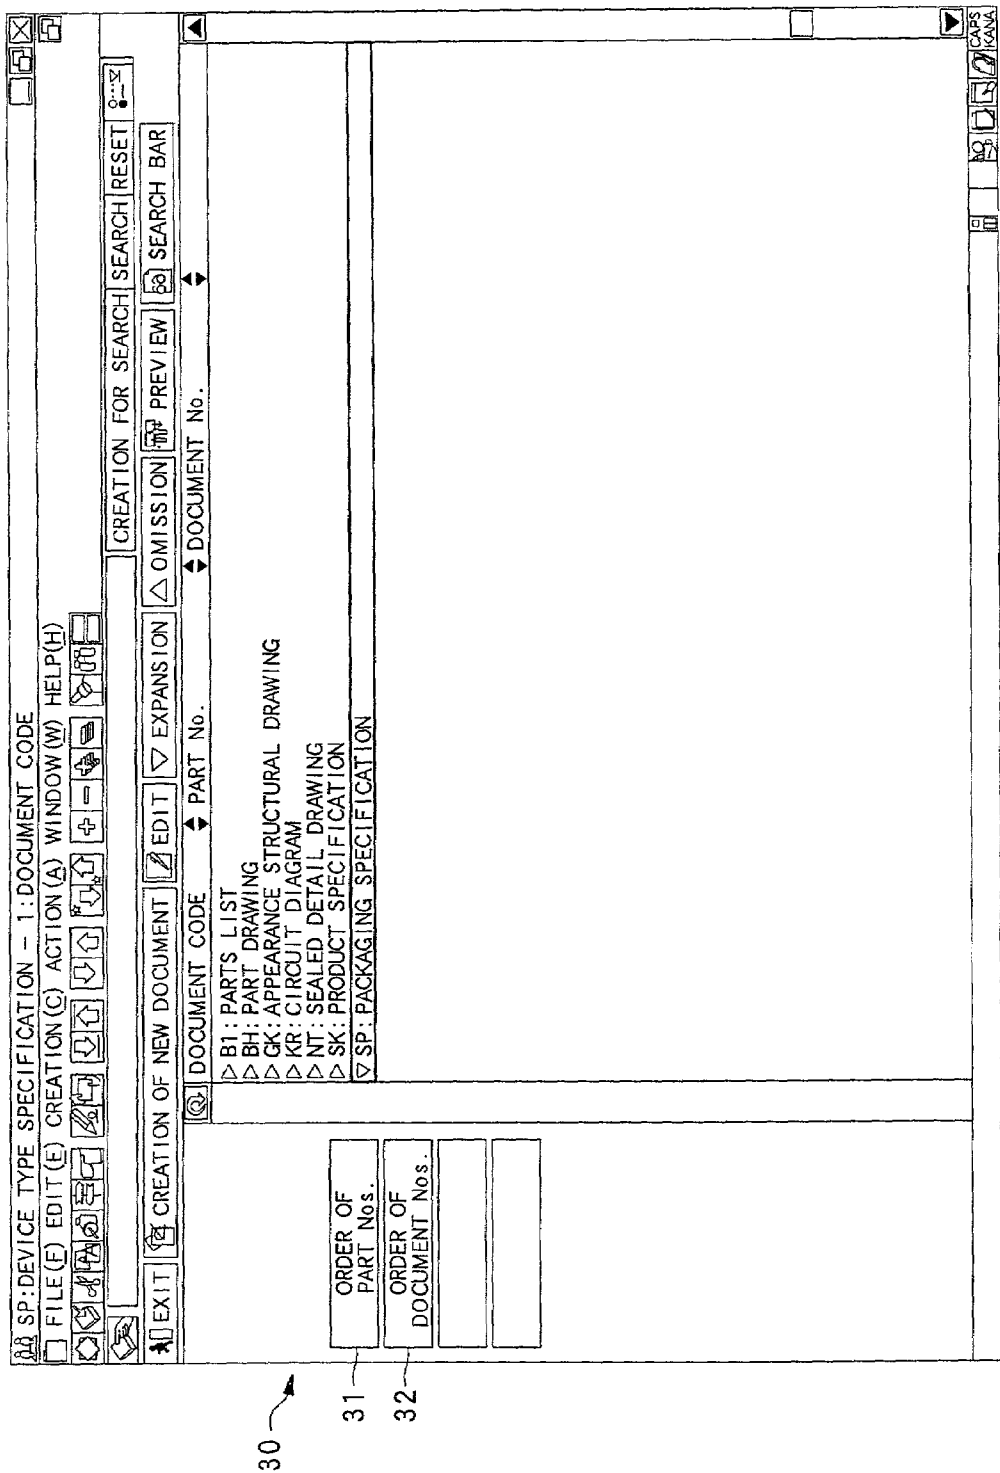 SP:DEVICE TYPE SPECIFICATION - 1:DOCUMENT CODE
FILE(F) EDIT(E) CREATION(C) ACTION(A) WINDOW(W) HELP(H)
CREATION FOR SEARCH SEARCH RESET
EXIT CREATION OF NEW DOCUMENT EDIT ▽ EXPANSION △ OMISSION PREVIEW SEARCH BAR
@ DOCUMENT CODE PART No. DOCUMENT No.
▷ B1:PARTS LIST
▷ BH:PART DRAWING
▷ GK:APPEARANCE STRUCTURAL DRAWING
▷ KR:CIRCUIT DIAGRAM
▷ NT:SEALED DETAIL DRAWING
▷ SK:PRODUCT SPECIFICATION
▽ SP:PACKAGING SPECIFICATION
30
31
ORDER OF
PART Nos.
32
ORDER OF
DOCUMENT Nos.
CAPS
KANA